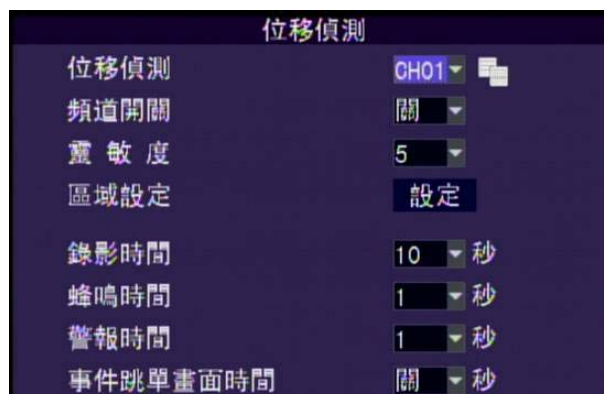 位移偵測
位移偵測 CH01
頻道開關 關
靈 敏 度 5
區域設定 設定
錄影時間 10 秒
蜂鳴時間 1 秒
警報時間 1 秒
事件跳單畫面時間 關 秒